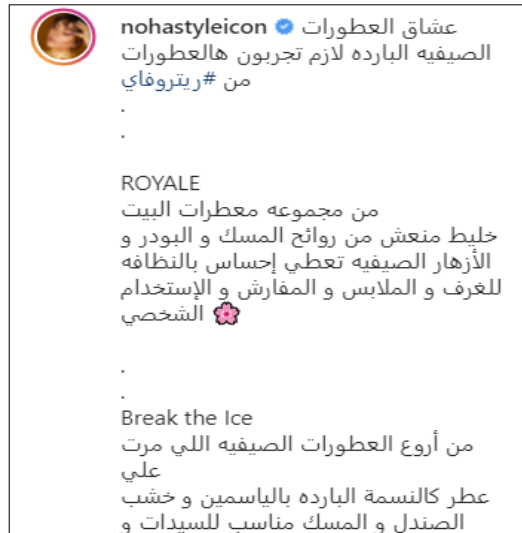 nohastyleicon عشاق العطورات
الصيفيه البارده لازم تجربون هالعطورات
من #ريتروفاي
.
.
ROYALE
من مجموعه معطرات البيت
خليط منعش من روائح المسك و البودر و
الأزهار الصيفيه تعطي إحساس بالنظافه
للغرف و الملابس و المفارش و الإستخدام
الشخصي 🌸
.
.
Break the Ice
من أروع العطورات الصيفيه اللي مرت
علي
عطر كالنسمة البارده بالياسمين و خشب
الصندل و المسك مناسب للسيدات و